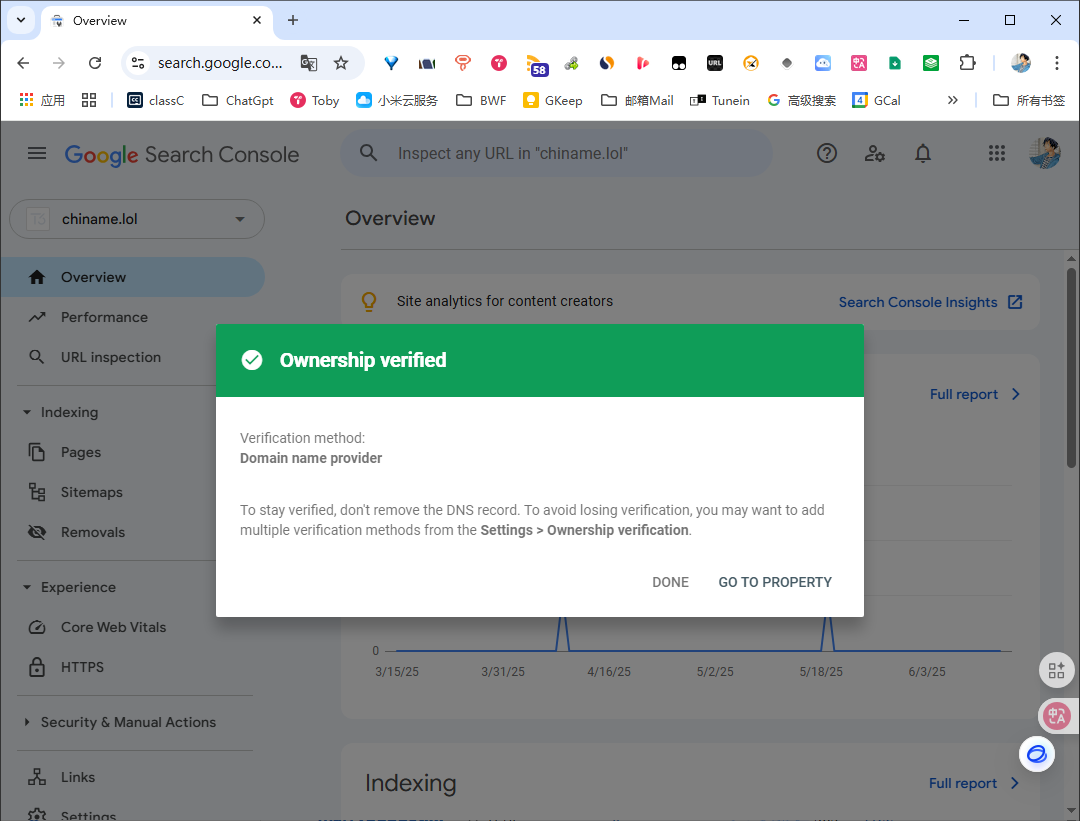 Overview
search.google.co...
58
URL
应用
classC
ChatGpt
Toby
小米云服务
BWF
GKeep
邮箱Mail
Tunein
高级搜索
GCal
所有书签
Google Search Console
Inspect any URL in "chiname.lol"
chiname.lol
Overview
Overview
Performance
URL inspection
Indexing
Pages
Sitemaps
Removals
Experience
Core Web Vitals
HTTPS
Security & Manual Actions
Links
Settings
Site analytics for content creators
Search Console Insights
Full report
Ownership verified
Verification method:
Domain name provider
To stay verified, don't remove the DNS record. To avoid losing verification, you may want to add
multiple verification methods from the Settings > Ownership verification.
DONE
GO TO PROPERTY
0
3/15/25
3/31/25
4/16/25
5/2/25
5/18/25
6/3/25
Indexing
Full report